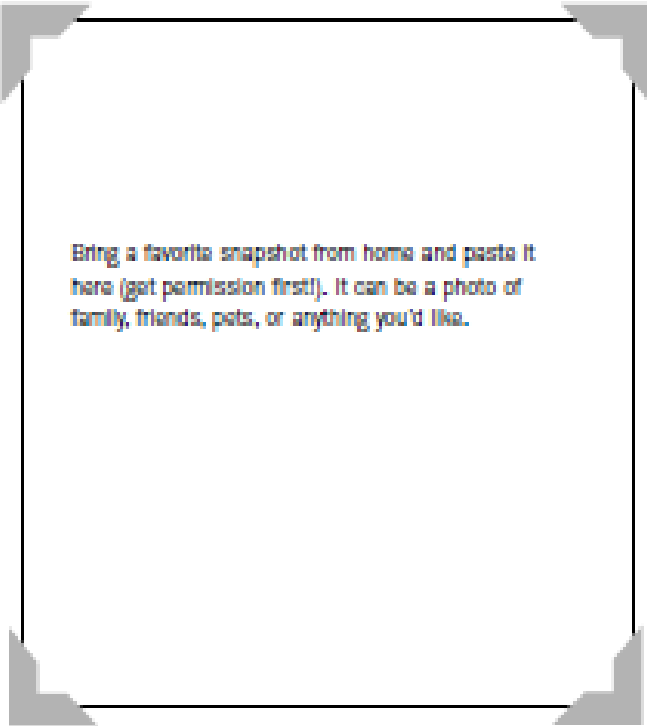 Bring a favorite snapshot from home and paste it
here (get permission first!). It can be a photo of
family, friends, pets, or anything you'd like.